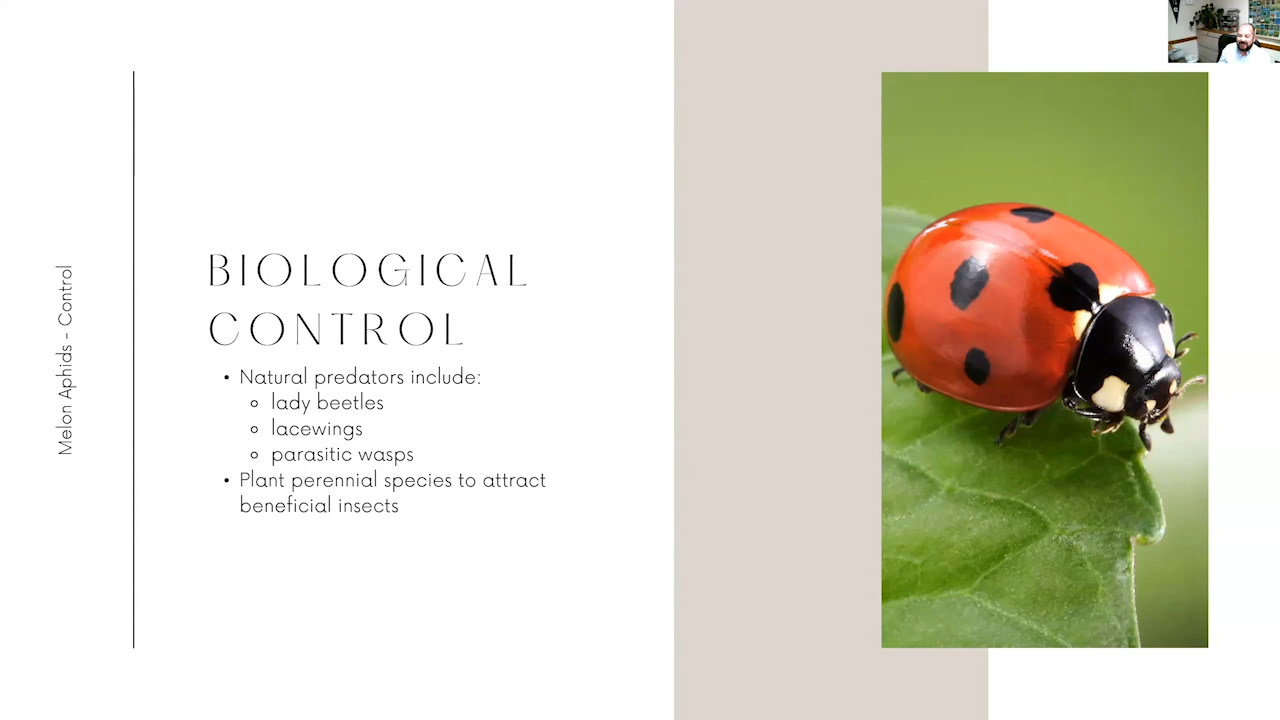 Melon Aphids - Control
BIOLOGICAL
CONTROL
• Natural predators include:
◦ lady beetles
◦ lacewings
◦ parasitic wasps
• Plant perennial species to attract
beneficial insects